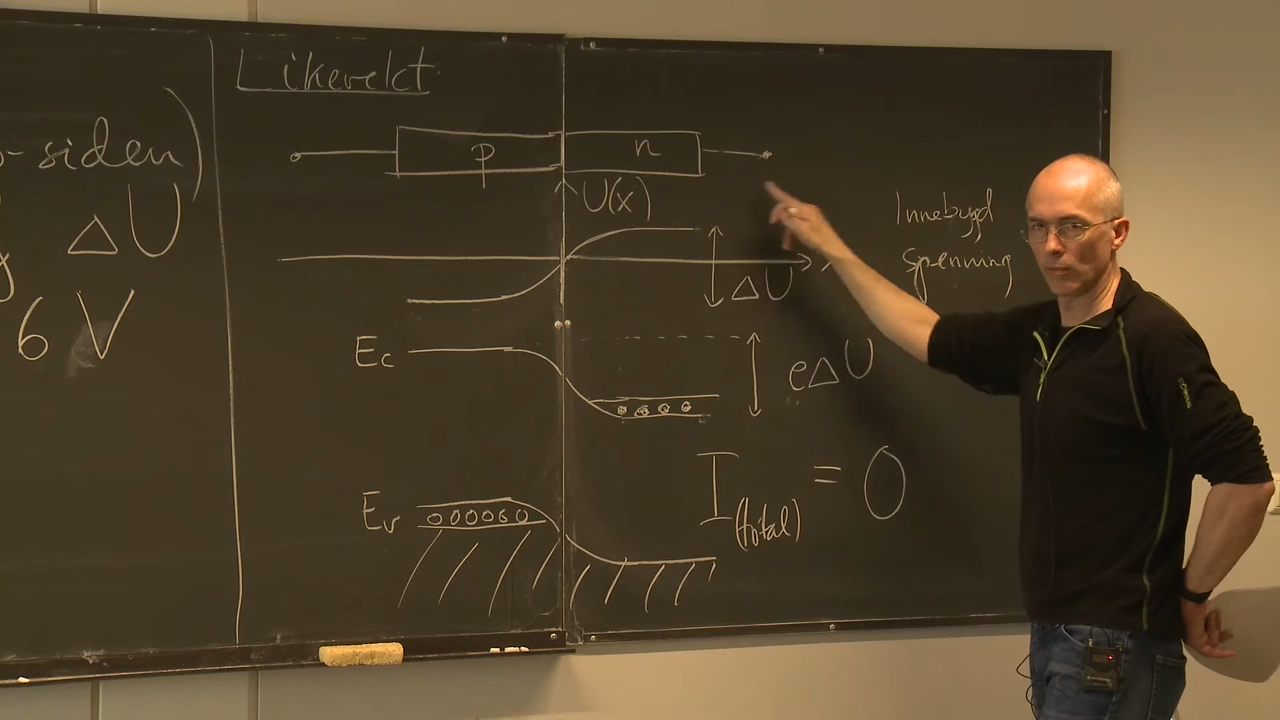 -siden)
ΔU
6 V
Likevekt
p
n
U(x)
ΔU
Innebygd
spenning
Ec
eΔU
Ev
I(total) = 0